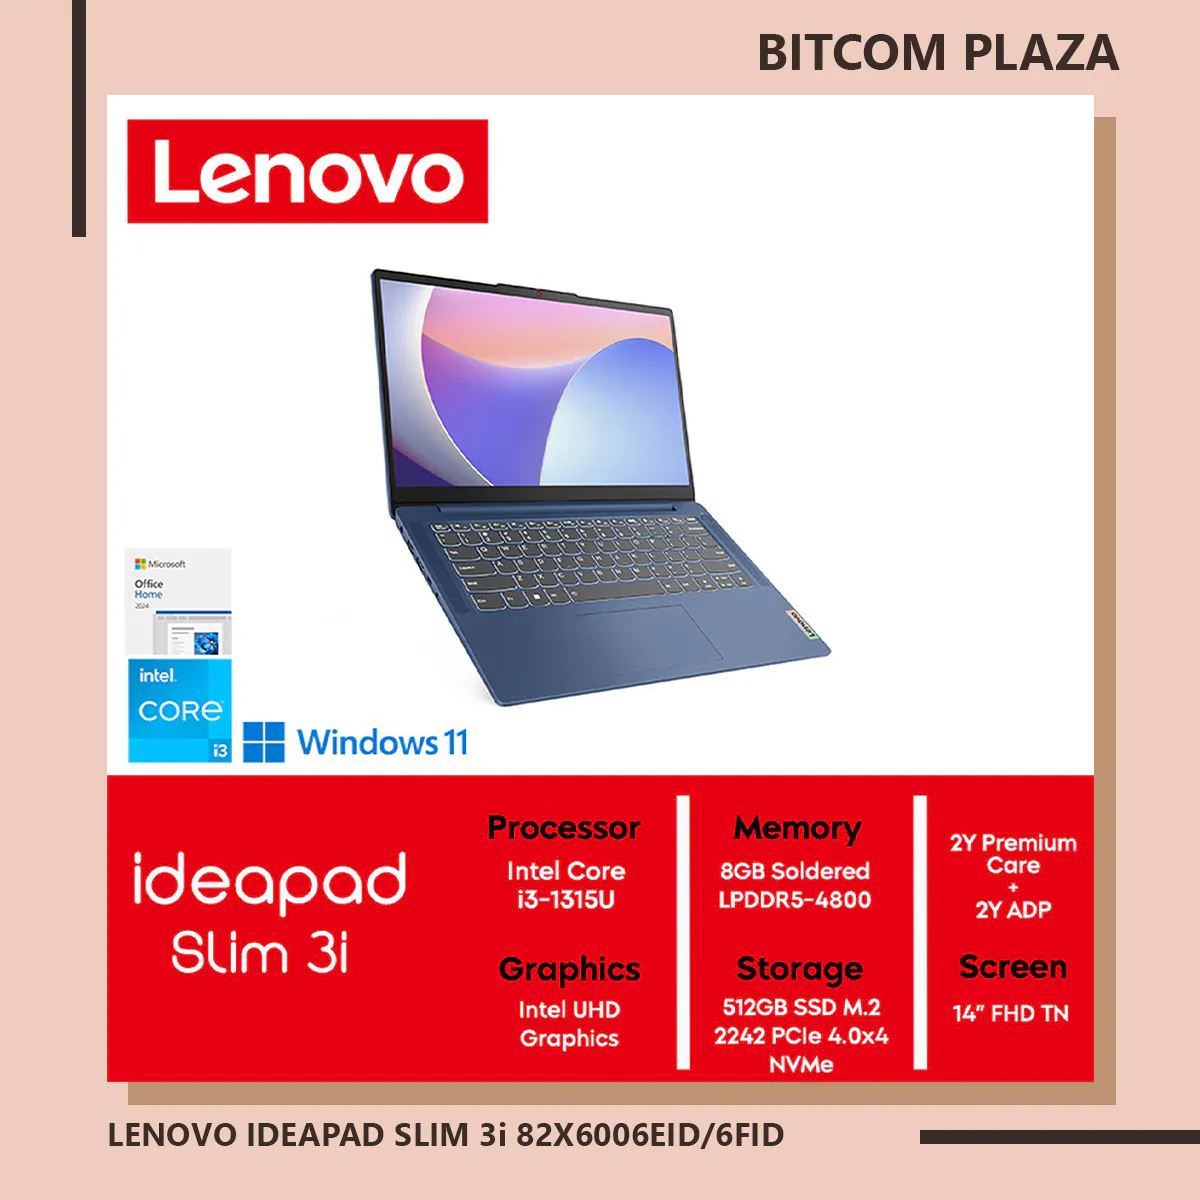 BITCOM PLAZA
Lenovo
Microsoft
Office
Home
2024
intel.
CORE
i3
Windows 11
Lenovo
ideapad
Slim 3i
Processor
Intel Core
i3-1315U
Graphics
Intel UHD
Graphics
Memory
8GB Soldered
LPDDR5-4800
Storage
512GB SSD M.2
2242 PCIe 4.0x4
NVMe
2Y Premium
Care
+
2Y ADP
Screen
14" FHD TN
LENOVO IDEAPAD SLIM 3i 82X6006EID/6FID